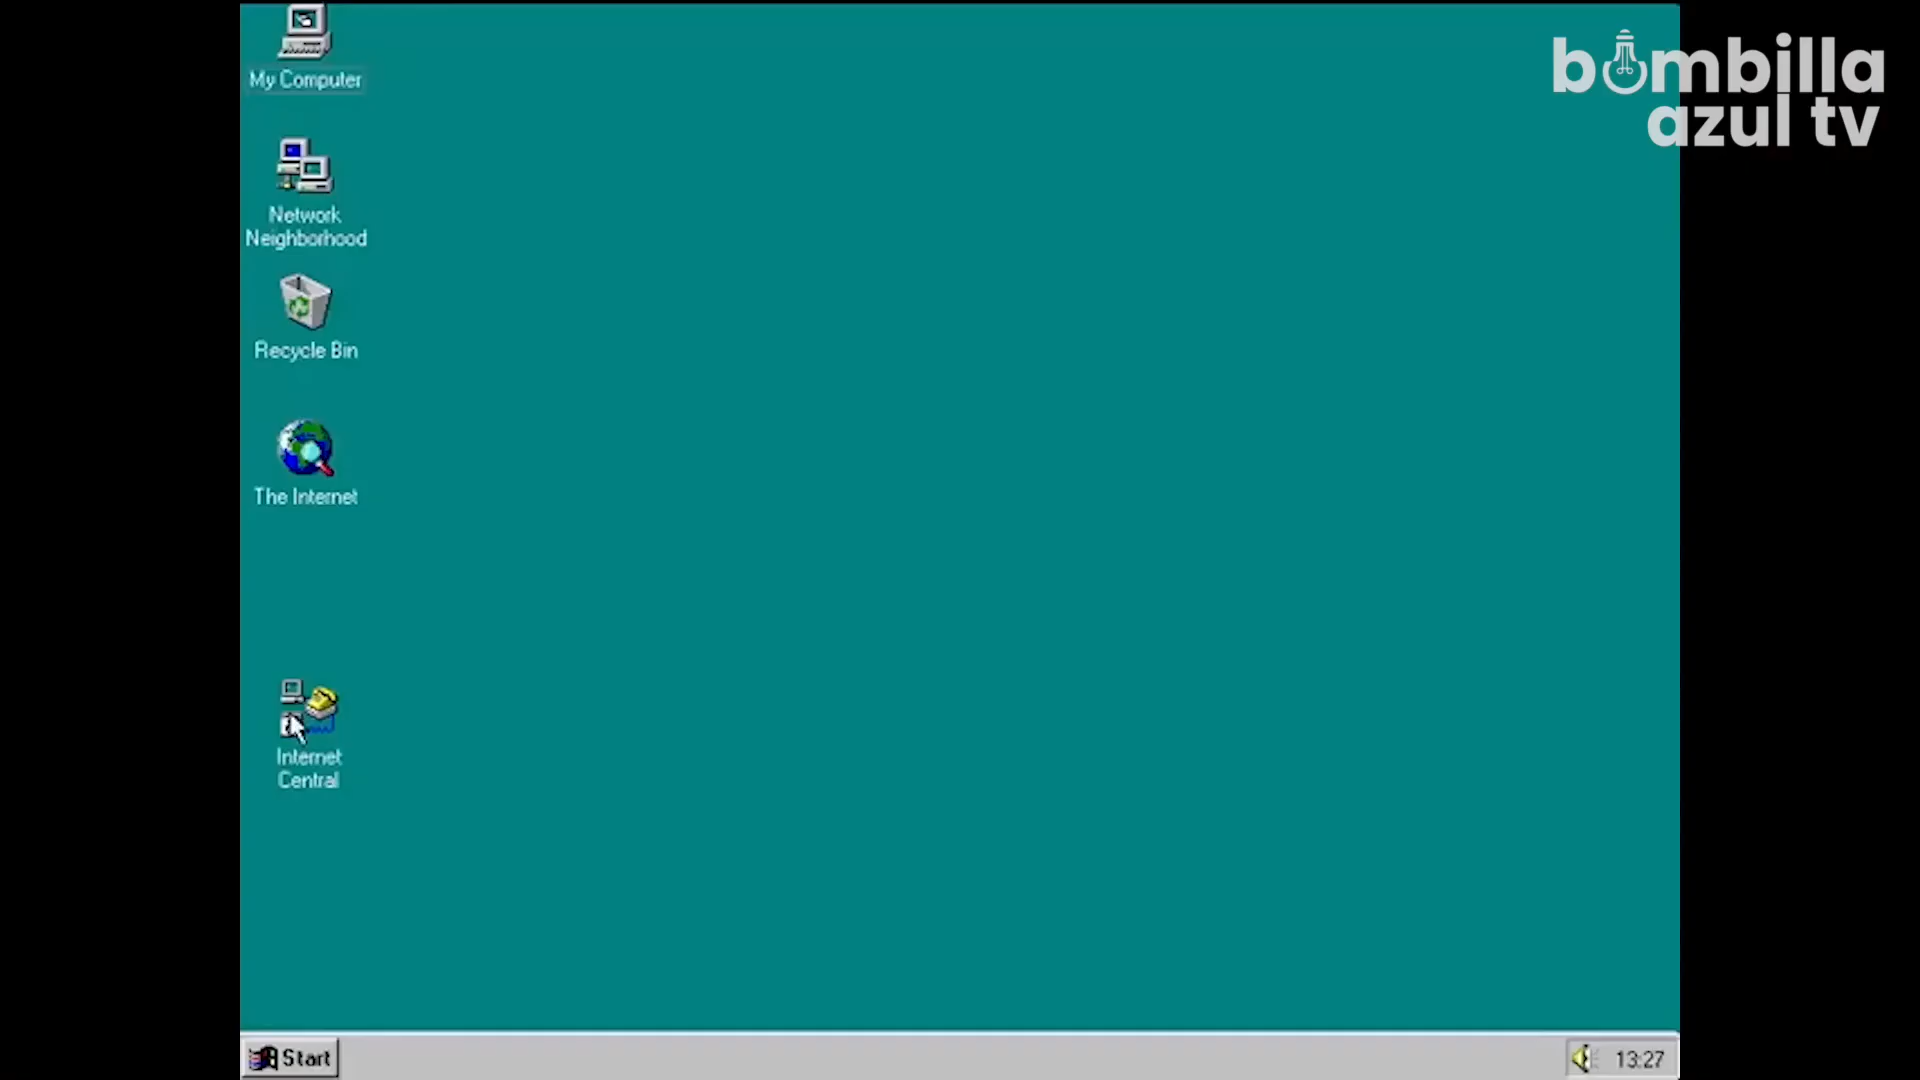 My Computer
Network
Neighborhood
Recycle Bin
The Internet
Internet
Central
Start
13:27
bombilla
azul tv